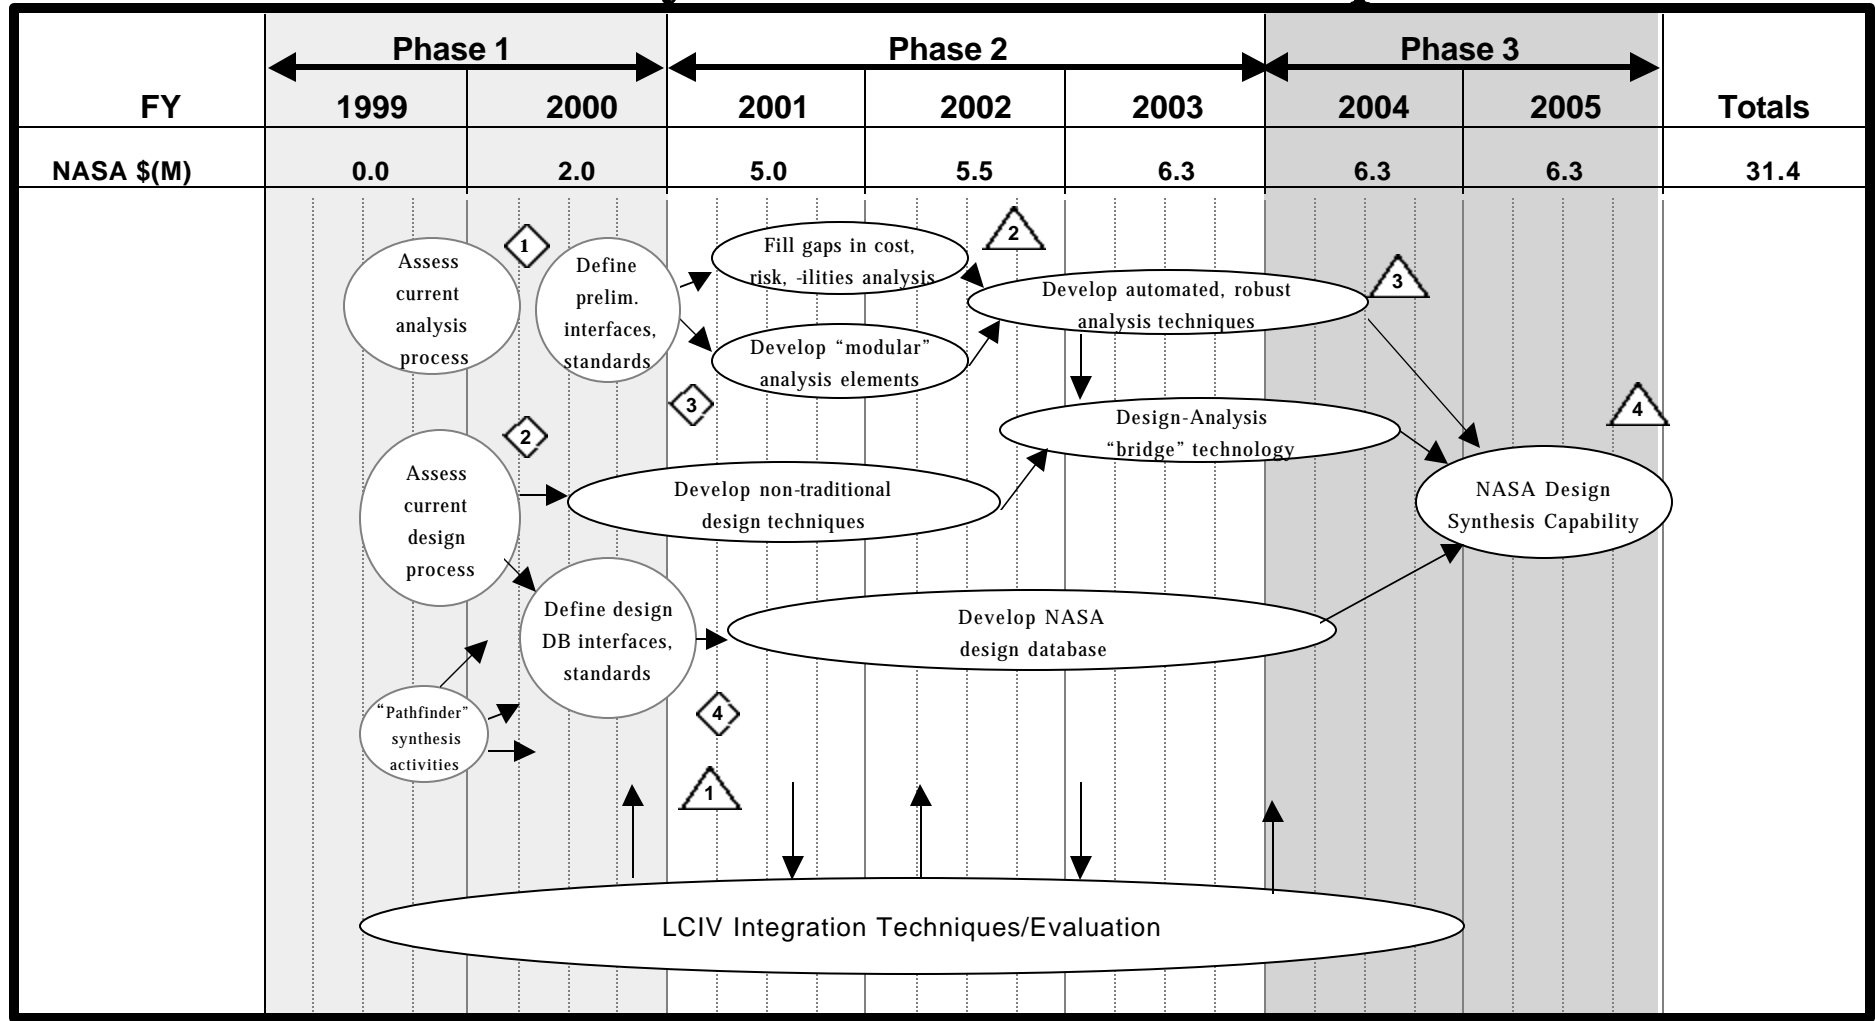 Phase 1 Phase 2 Phase 3
FY 1999 2000 2001 2002 2003 2004 2005 Totals
NASA $(M) 0.0 2.0 5.0 5.5 6.3 6.3 6.3 31.4
Assess
current
analysis
process
1
Define
prelim.
interfaces,
standards
Fill gaps in cost,
risk, -ilities analysis
2
Develop automated, robust
analysis techniques
3
Develop “modular”
analysis elements
3
Design-Analysis
“bridge” technology
4
Assess
current
design
process
2
Develop non-traditional
design techniques
NASA Design
Synthesis Capability
Define design
DB interfaces,
standards
Develop NASA
design database
“Pathfinder”
synthesis
activities
4
1
LCIV Integration Techniques/Evaluation